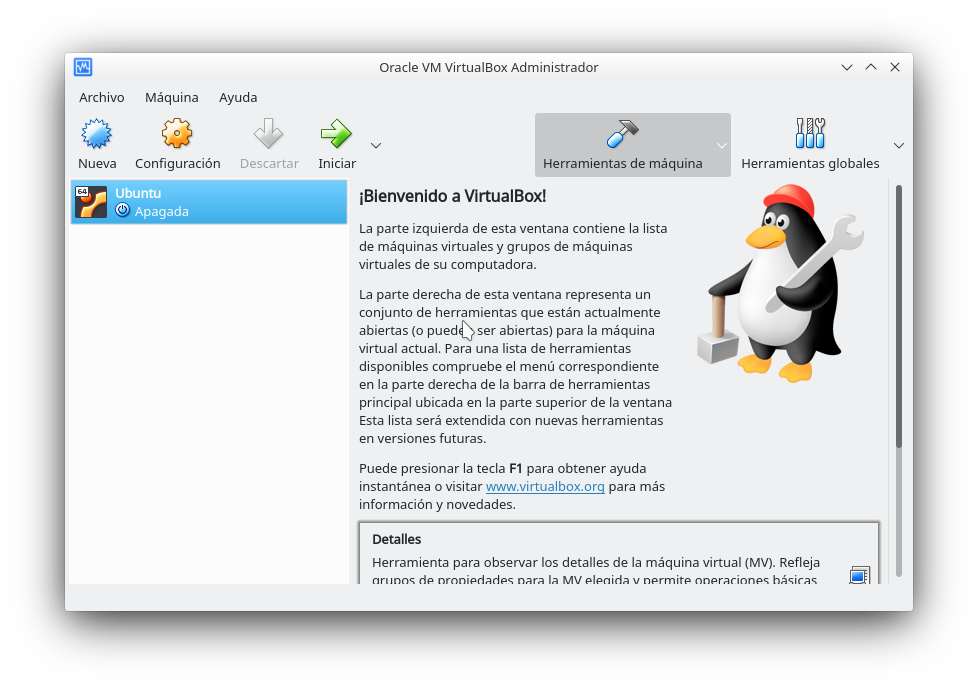 Oracle VM VirtualBox Administrador
Archivo Máquina Ayuda
Nueva Configuración Descartar Iniciar Herramientas de máquina Herramientas globales
64
Ubuntu
Apagada
¡Bienvenido a VirtualBox!
La parte izquierda de esta ventana contiene la lista
de máquinas virtuales y grupos de máquinas
virtuales de su computadora.
La parte derecha de esta ventana representa un
conjunto de herramientas que están actualmente
abiertas (o puede ser abiertas) para la máquina
virtual actual. Para una lista de herramientas
disponibles compruebe el menú correspondiente
en la parte derecha de la barra de herramientas
principal ubicada en la parte superior de la ventana
Esta lista será extendida con nuevas herramientas
en versiones futuras.
Puede presionar la tecla F1 para obtener ayuda
instantánea o visitar www.virtualbox.org para más
información y novedades.
Detalles
Herramienta para observar los detalles de la máquina virtual (MV). Refleja
grupos de propiedades para la MV elegida y permite operaciones básicas